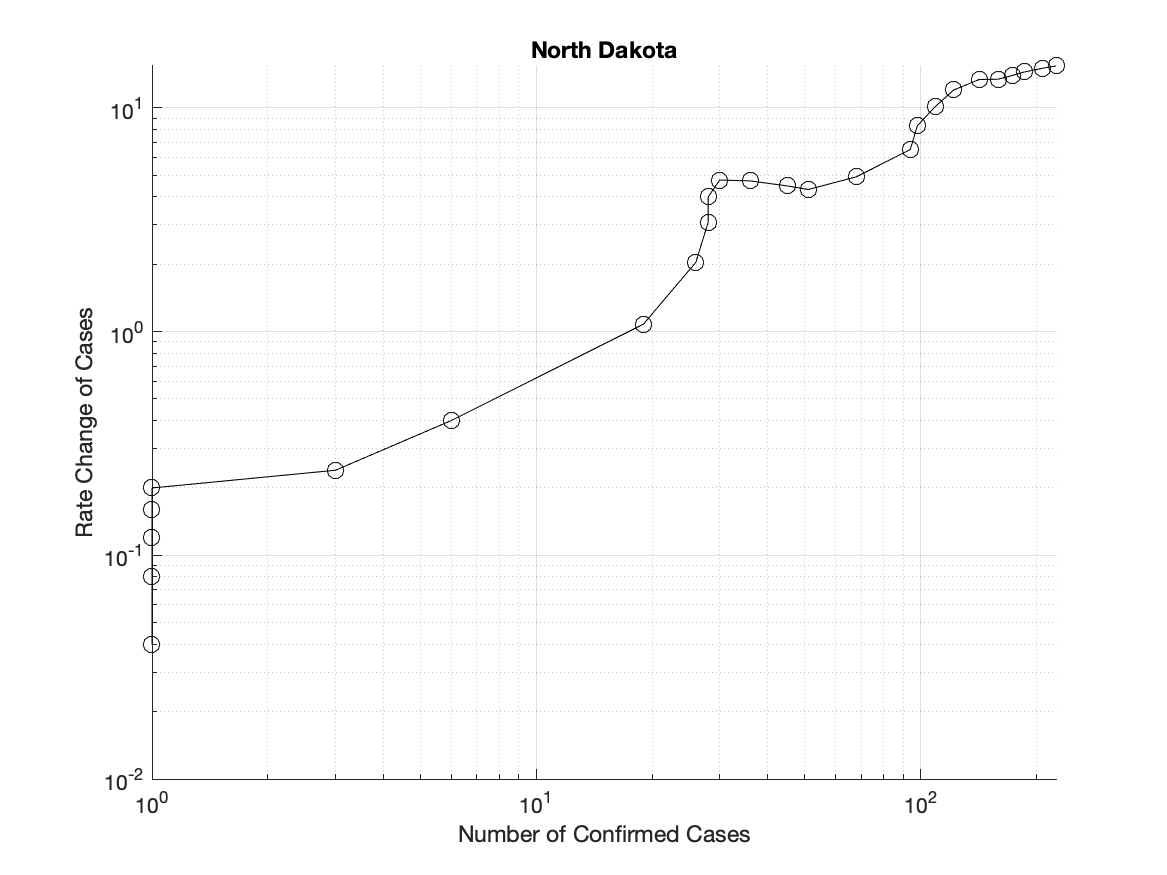 North Dakota
Rate Change of Cases
10^1
10^0
10^-1
10^-2
10^0 10^1 10^2
Number of Confirmed Cases